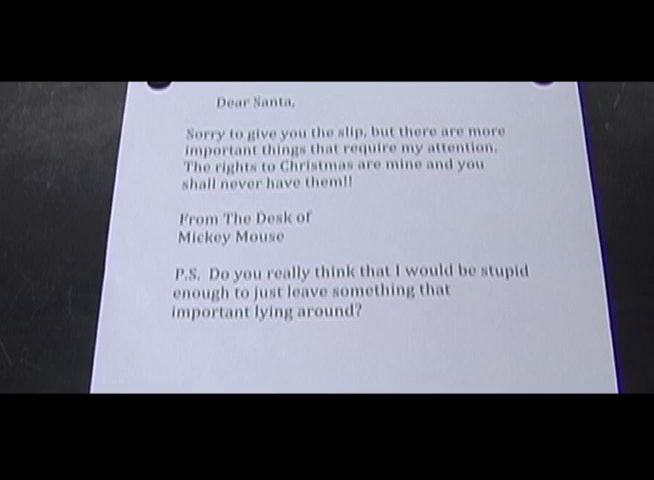 Dear Santa,
Sorry to give you the slip, but there are more
important things that require my attention.
The rights to Christmas are mine and you
shall never have them!!
From The Desk of
Mickey Mouse
P.S. Do you really think that I would be stupid
enough to just leave something that
important lying around?